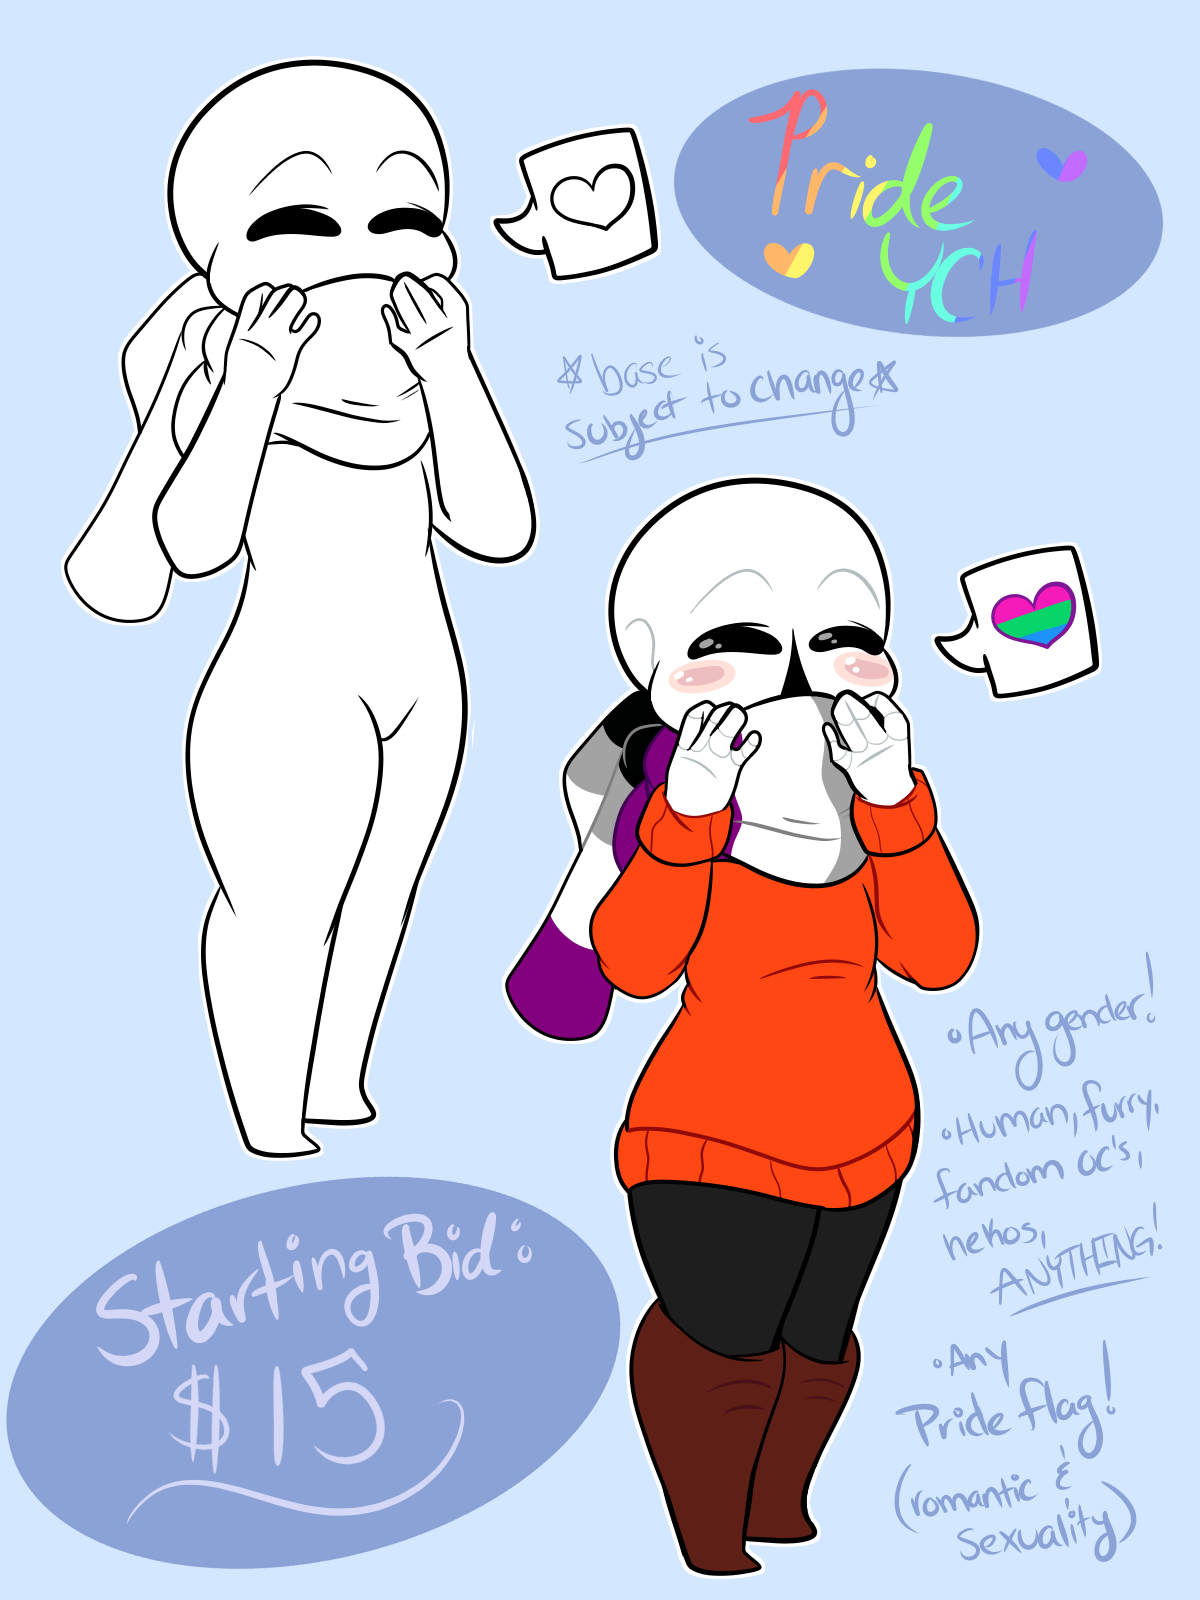 Pride
YCH
☆base is
subject to change☆
•Any gender!
•Human, furry,
fandom oc's,
nekos,
ANYTHING!
•Any
Pride flag!
(romantic &
sexuality)
Starting Bid:
$15